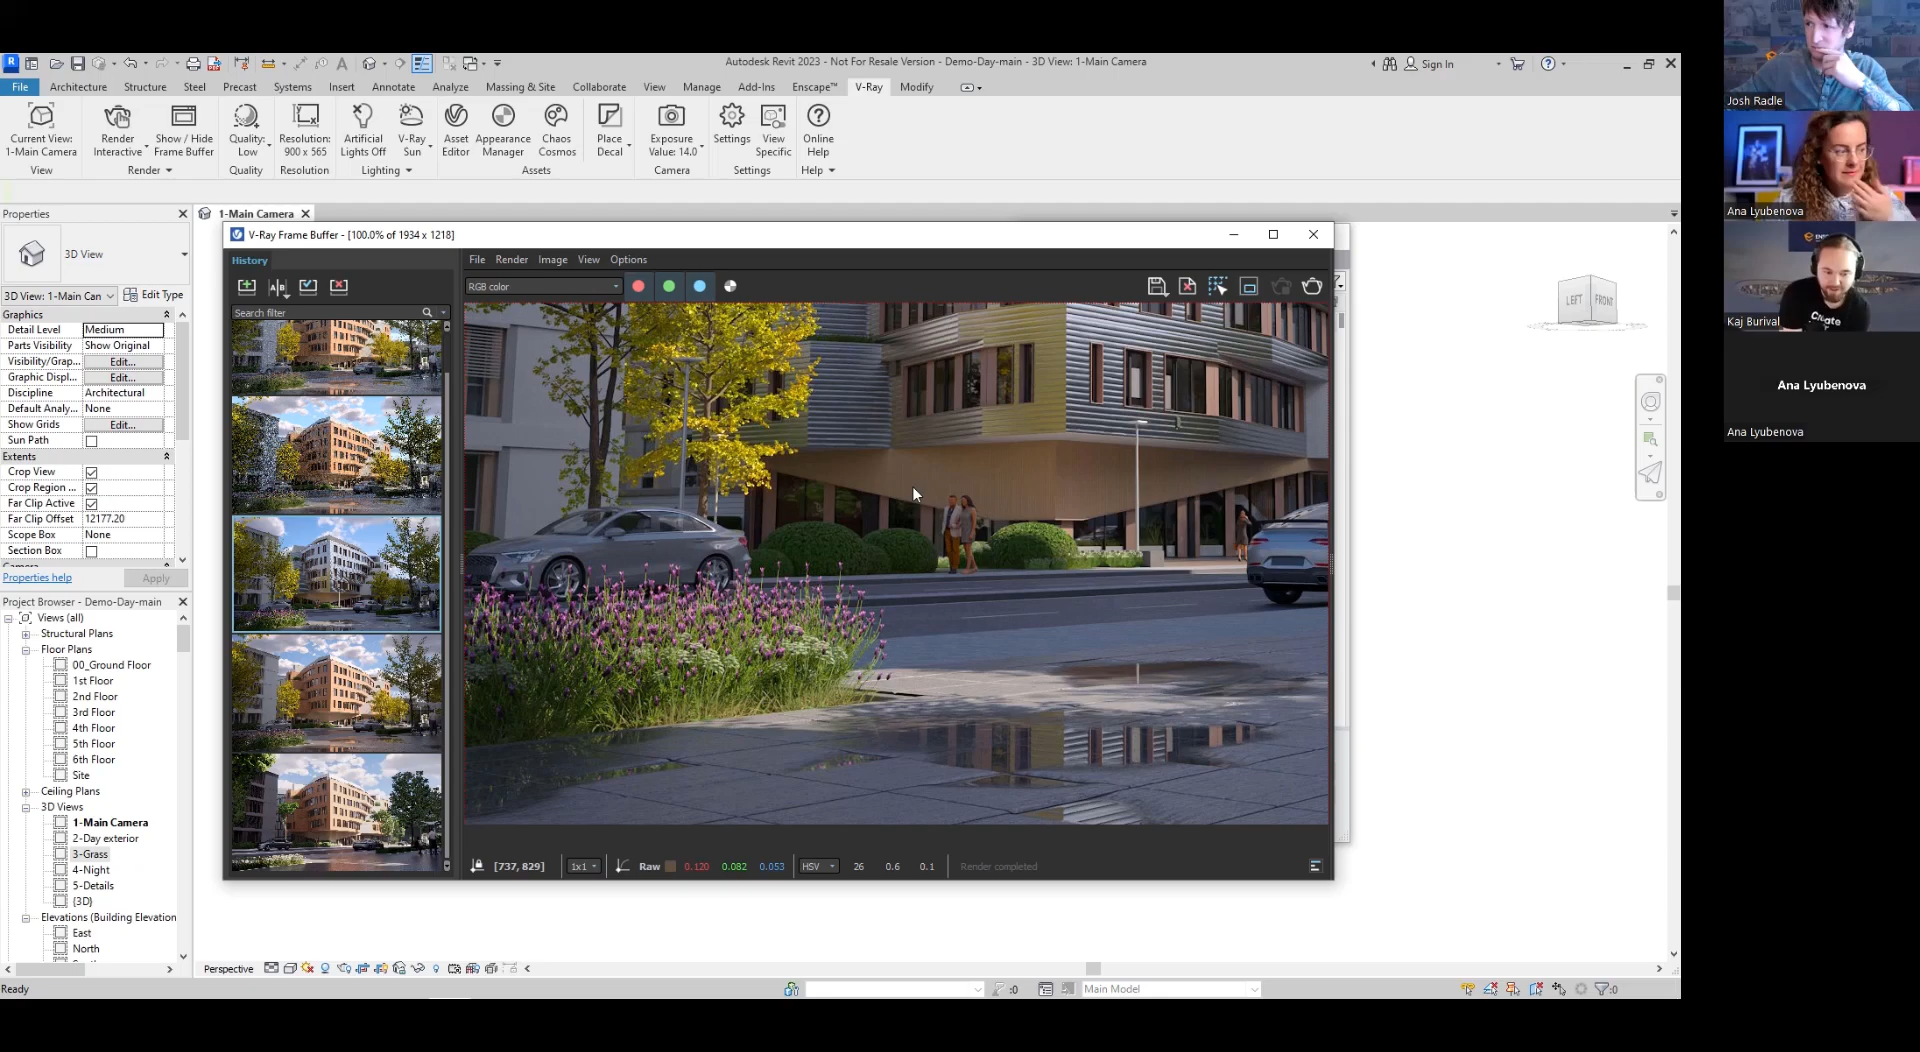 Autodesk Revit 2023 - Not For Resale Version - Demo-Day-main - 3D View: 1-Main Camera
Sign In
File Architecture Structure Steel Precast Systems Insert Annotate Analyze Massing & Site Collaborate View Manage Add-Ins Enscape™ V-Ray Modify
Current View:
1-Main Camera
Render
Interactive
Show / Hide
Frame Buffer
Quality:
Low
Resolution:
900 x 565
Artificial
Lights Off
V-Ray
Sun
Asset
Editor
Appearance
Manager
Chaos
Cosmos
Place
Decal
Exposure
Value: 14.0
Settings
View
Specific
Online
Help
View Render Quality Resolution Lighting Assets Camera Settings Help
Properties
3D View
3D View: 1-Main Can
Edit Type
Graphics
Detail Level Medium
Parts Visibility Show Original
Visibility/Grap... Edit...
Graphic Displ... Edit...
Discipline Architectural
Default Analy... None
Show Grids Edit...
Sun Path
Extents
Crop View
Crop Region ...
Far Clip Active
Far Clip Offset 12177.20
Scope Box None
Section Box
Properties help Apply
Project Browser - Demo-Day-main
Views (all)
Structural Plans
Floor Plans
00_Ground Floor
1st Floor
2nd Floor
3rd Floor
4th Floor
5th Floor
6th Floor
Site
Ceiling Plans
3D Views
1-Main Camera
2-Day exterior
3-Grass
4-Night
5-Details
{3D}
Elevations (Building Elevation
East
North
1-Main Camera
V-Ray Frame Buffer - [100.0% of 1934 x 1218]
History
File Render Image View Options
A B
RGB color
Search filter
[737, 829] 1x1 Raw 0.120 0.082 0.053 HSV 26 0.6 0.1 Render completed
LEFT FRONT
Perspective
Ready
:0
Main Model
:0
Josh Radle
Ana Lyubenova
Create
Kaj Burival
Ana Lyubenova
Ana Lyubenova